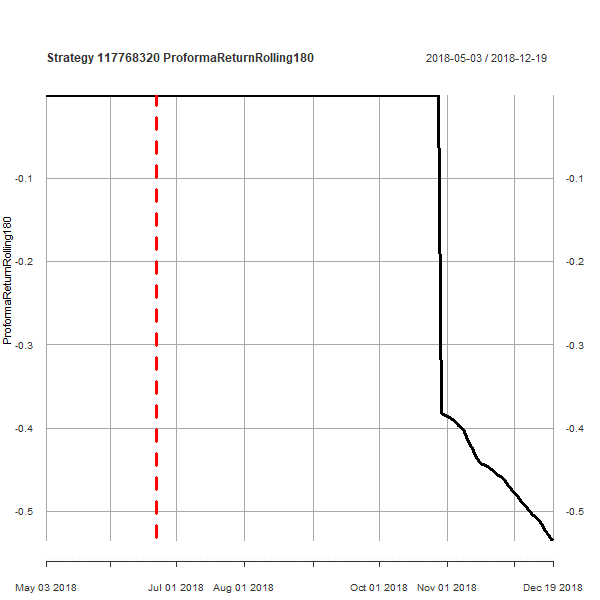 Strategy 117768320 ProformaReturnRolling180
2018-05-03 / 2018-12-19
ProformaReturnRolling180
-0.1
-0.1
-0.2
-0.2
-0.3
-0.3
-0.4
-0.4
-0.5
-0.5
May 03 2018
Jul 01 2018
Aug 01 2018
Oct 01 2018
Nov 01 2018
Dec 19 2018